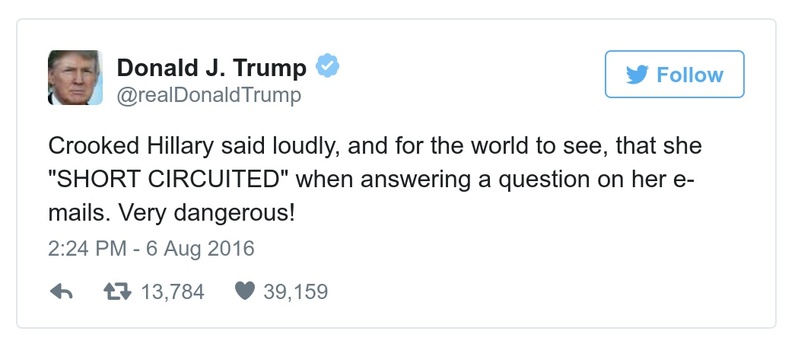 Donald J. Trump
@realDonaldTrump
Follow
Crooked Hillary said loudly, and for the world to see, that she
"SHORT CIRCUITED" when answering a question on her e-
mails. Very dangerous!
2:24 PM - 6 Aug 2016
13,784 39,159